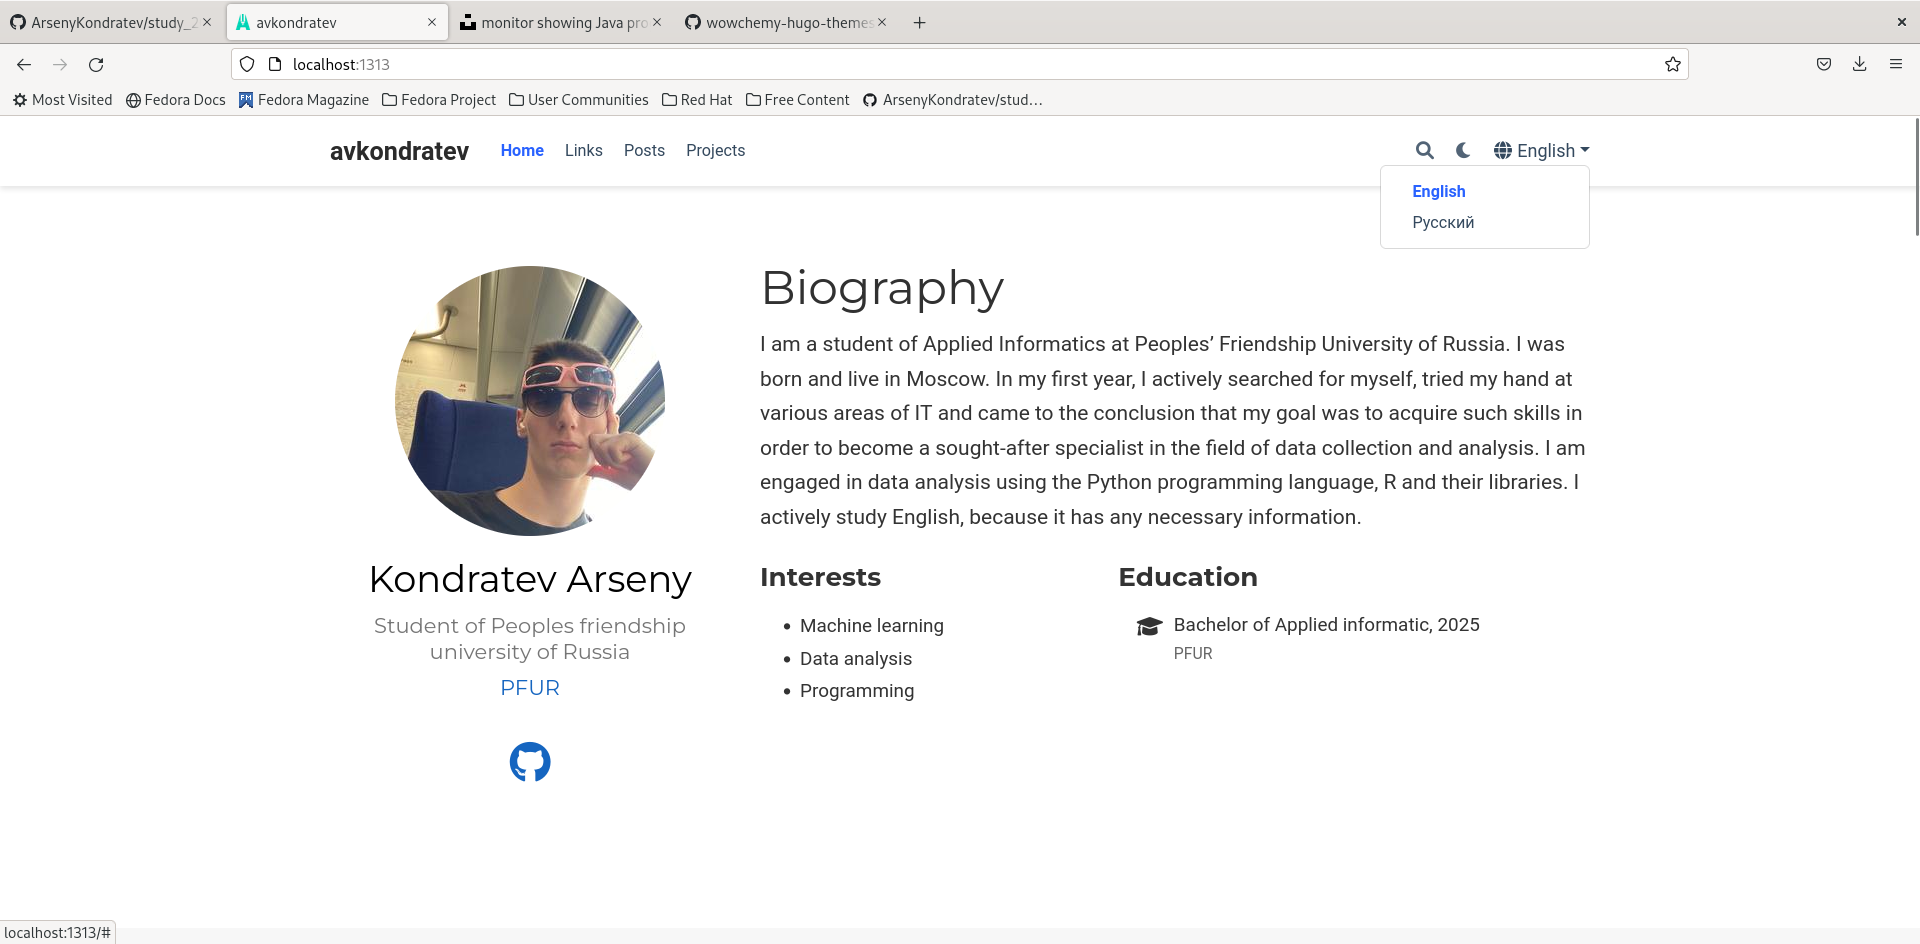 ArsenyKondratev/study_2
avkondratev
monitor showing Java pro
wowchemy-hugo-themes
localhost:1313
Most Visited
Fedora Docs
Fedora Magazine
Fedora Project
User Communities
Red Hat
Free Content
ArsenyKondratev/stud…
avkondratev
Home
Links
Posts
Projects
English
English
Русский
Biography
I am a student of Applied Informatics at Peoples’ Friendship University of Russia. I was
born and live in Moscow. In my first year, I actively searched for myself, tried my hand at
various areas of IT and came to the conclusion that my goal was to acquire such skills in
order to become a sought-after specialist in the field of data collection and analysis. I am
engaged in data analysis using the Python programming language, R and their libraries. I
actively study English, because it has any necessary information.
Kondratev Arseny
Student of Peoples friendship
university of Russia
PFUR
Interests
Machine learning
Data analysis
Programming
Education
Bachelor of Applied informatic, 2025
PFUR
localhost:1313/#